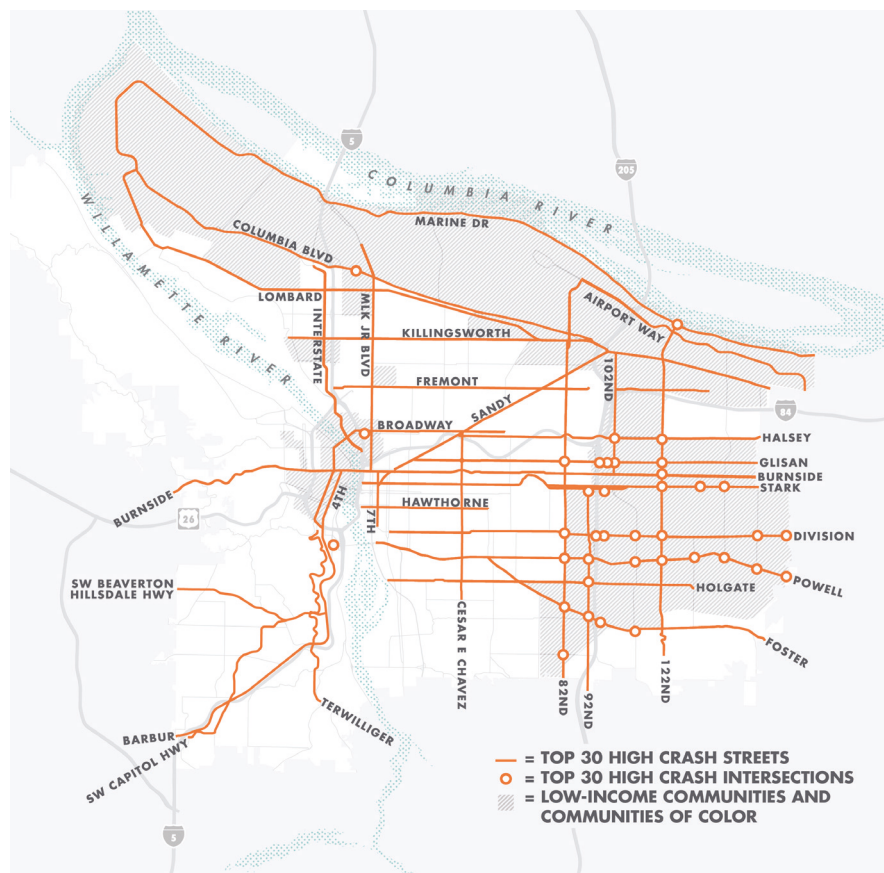 5
205
COLUMBIA RIVER
WILLAMETTE RIVER
MARINE DR
COLUMBIA BLVD
LOMBARD
INTERSTATE
MLK JR BLVD
AIRPORT WAY
KILLINGSWORTH
102ND
FREMONT
SANDY
84
BROADWAY
HALSEY
GLISAN
BURNSIDE
STARK
BURNSIDE
4TH
7TH
HAWTHORNE
26
DIVISION
SW BEAVERTON
HILLSDALE HWY
HOLGATE
POWELL
CESAR E CHAVEZ
FOSTER
82ND
92ND
122ND
TERWILLIGER
BARBUR
SW CAPITOL HWY
= TOP 30 HIGH CRASH STREETS
= TOP 30 HIGH CRASH INTERSECTIONS
= LOW-INCOME COMMUNITIES AND
COMMUNITIES OF COLOR
5